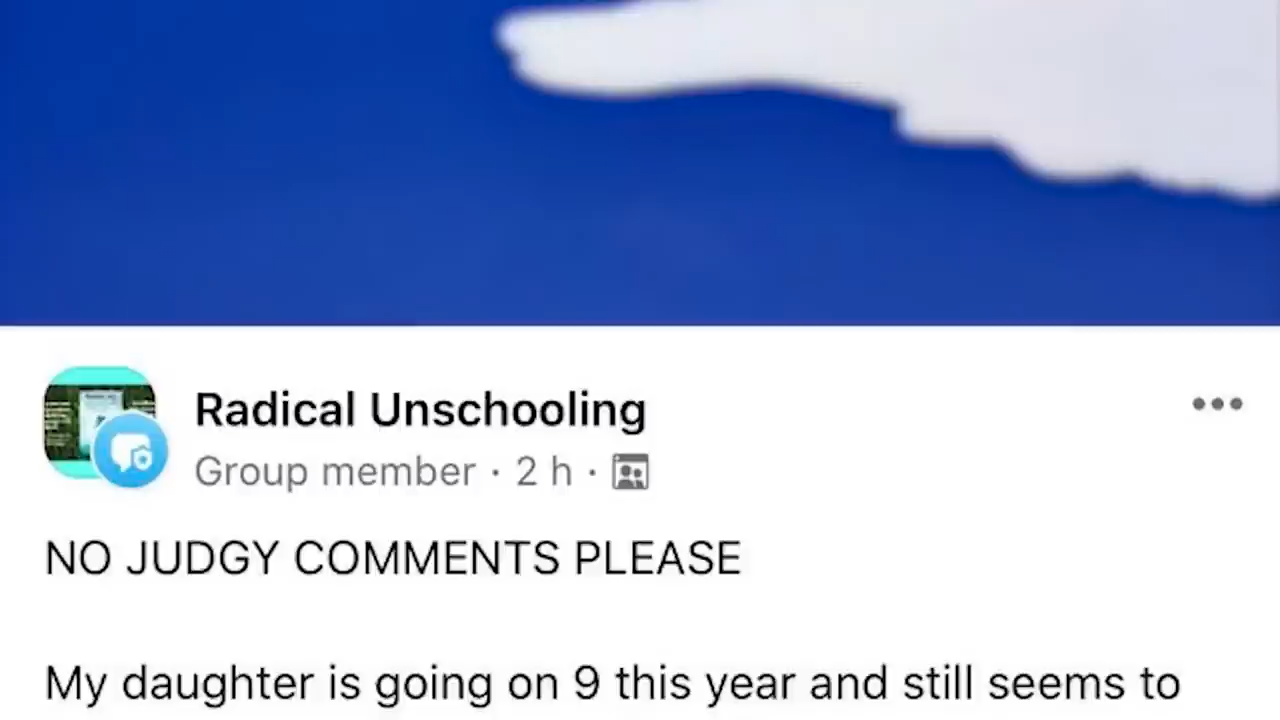 Radical Unschooling
Group member · 2 h ·
NO JUDGY COMMENTS PLEASE
My daughter is going on 9 this year and still seems to